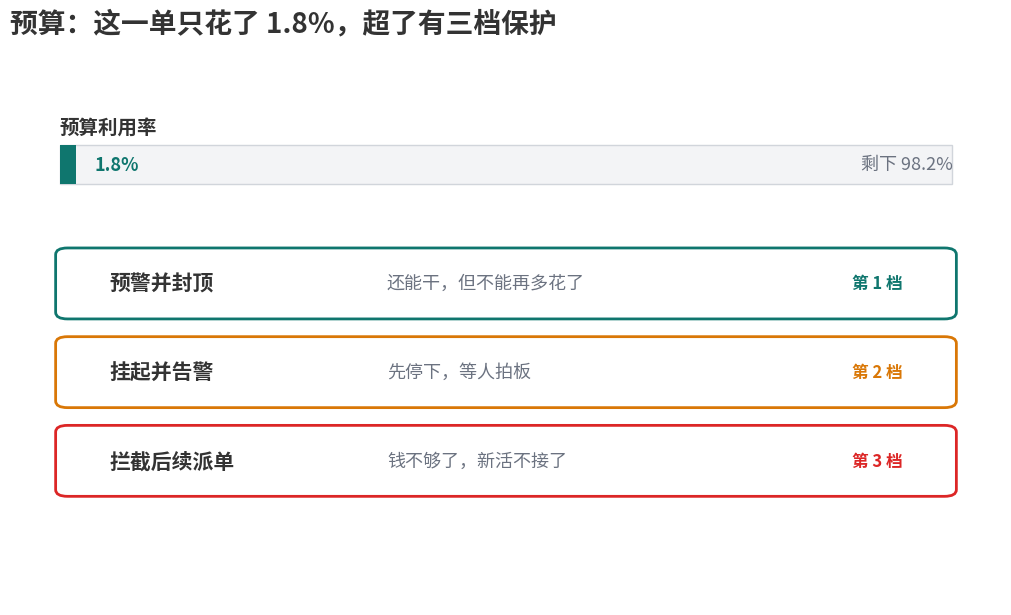 预算：这一单只花了 1.8%，超了有三档保护
预算利用率
1.8%
剩下 98.2%
预警并封顶
还能干，但不能再多花了
第 1 档
挂起并告警
先停下，等人拍板
第 2 档
拦截后续派单
钱不够了，新活不接了
第 3 档